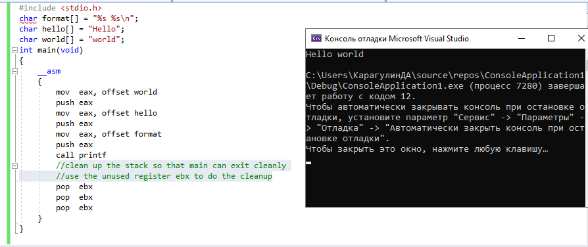 #include <stdio.h>
char format[] = "%s %s\n";
char hello[] = "Hello";
char world[] = "world";
int main(void)
{
__asm
{
mov eax, offset world
push eax
mov eax, offset hello
push eax
mov eax, offset format
push eax
call printf
//clean up the stack so that main can exit cleanly
//use the unused register ebx to do the cleanup
pop ebx
pop ebx
pop ebx
}
}
Консоль отладки Microsoft Visual Studio
Hello world
C:\Users\КарагулинДА\source\repos\ConsoleApplication1
\Debug\ConsoleApplication1.exe (процесс 7280) заверша
ет работу с кодом 12.
Чтобы автоматически закрывать консоль при остановке о
тладки, установите параметр "Сервис" -> "Параметры" -
> "Отладка" -> "Автоматически закрыть консоль при ост
ановке отладки".
Чтобы закрыть это окно, нажмите любую клавишу…